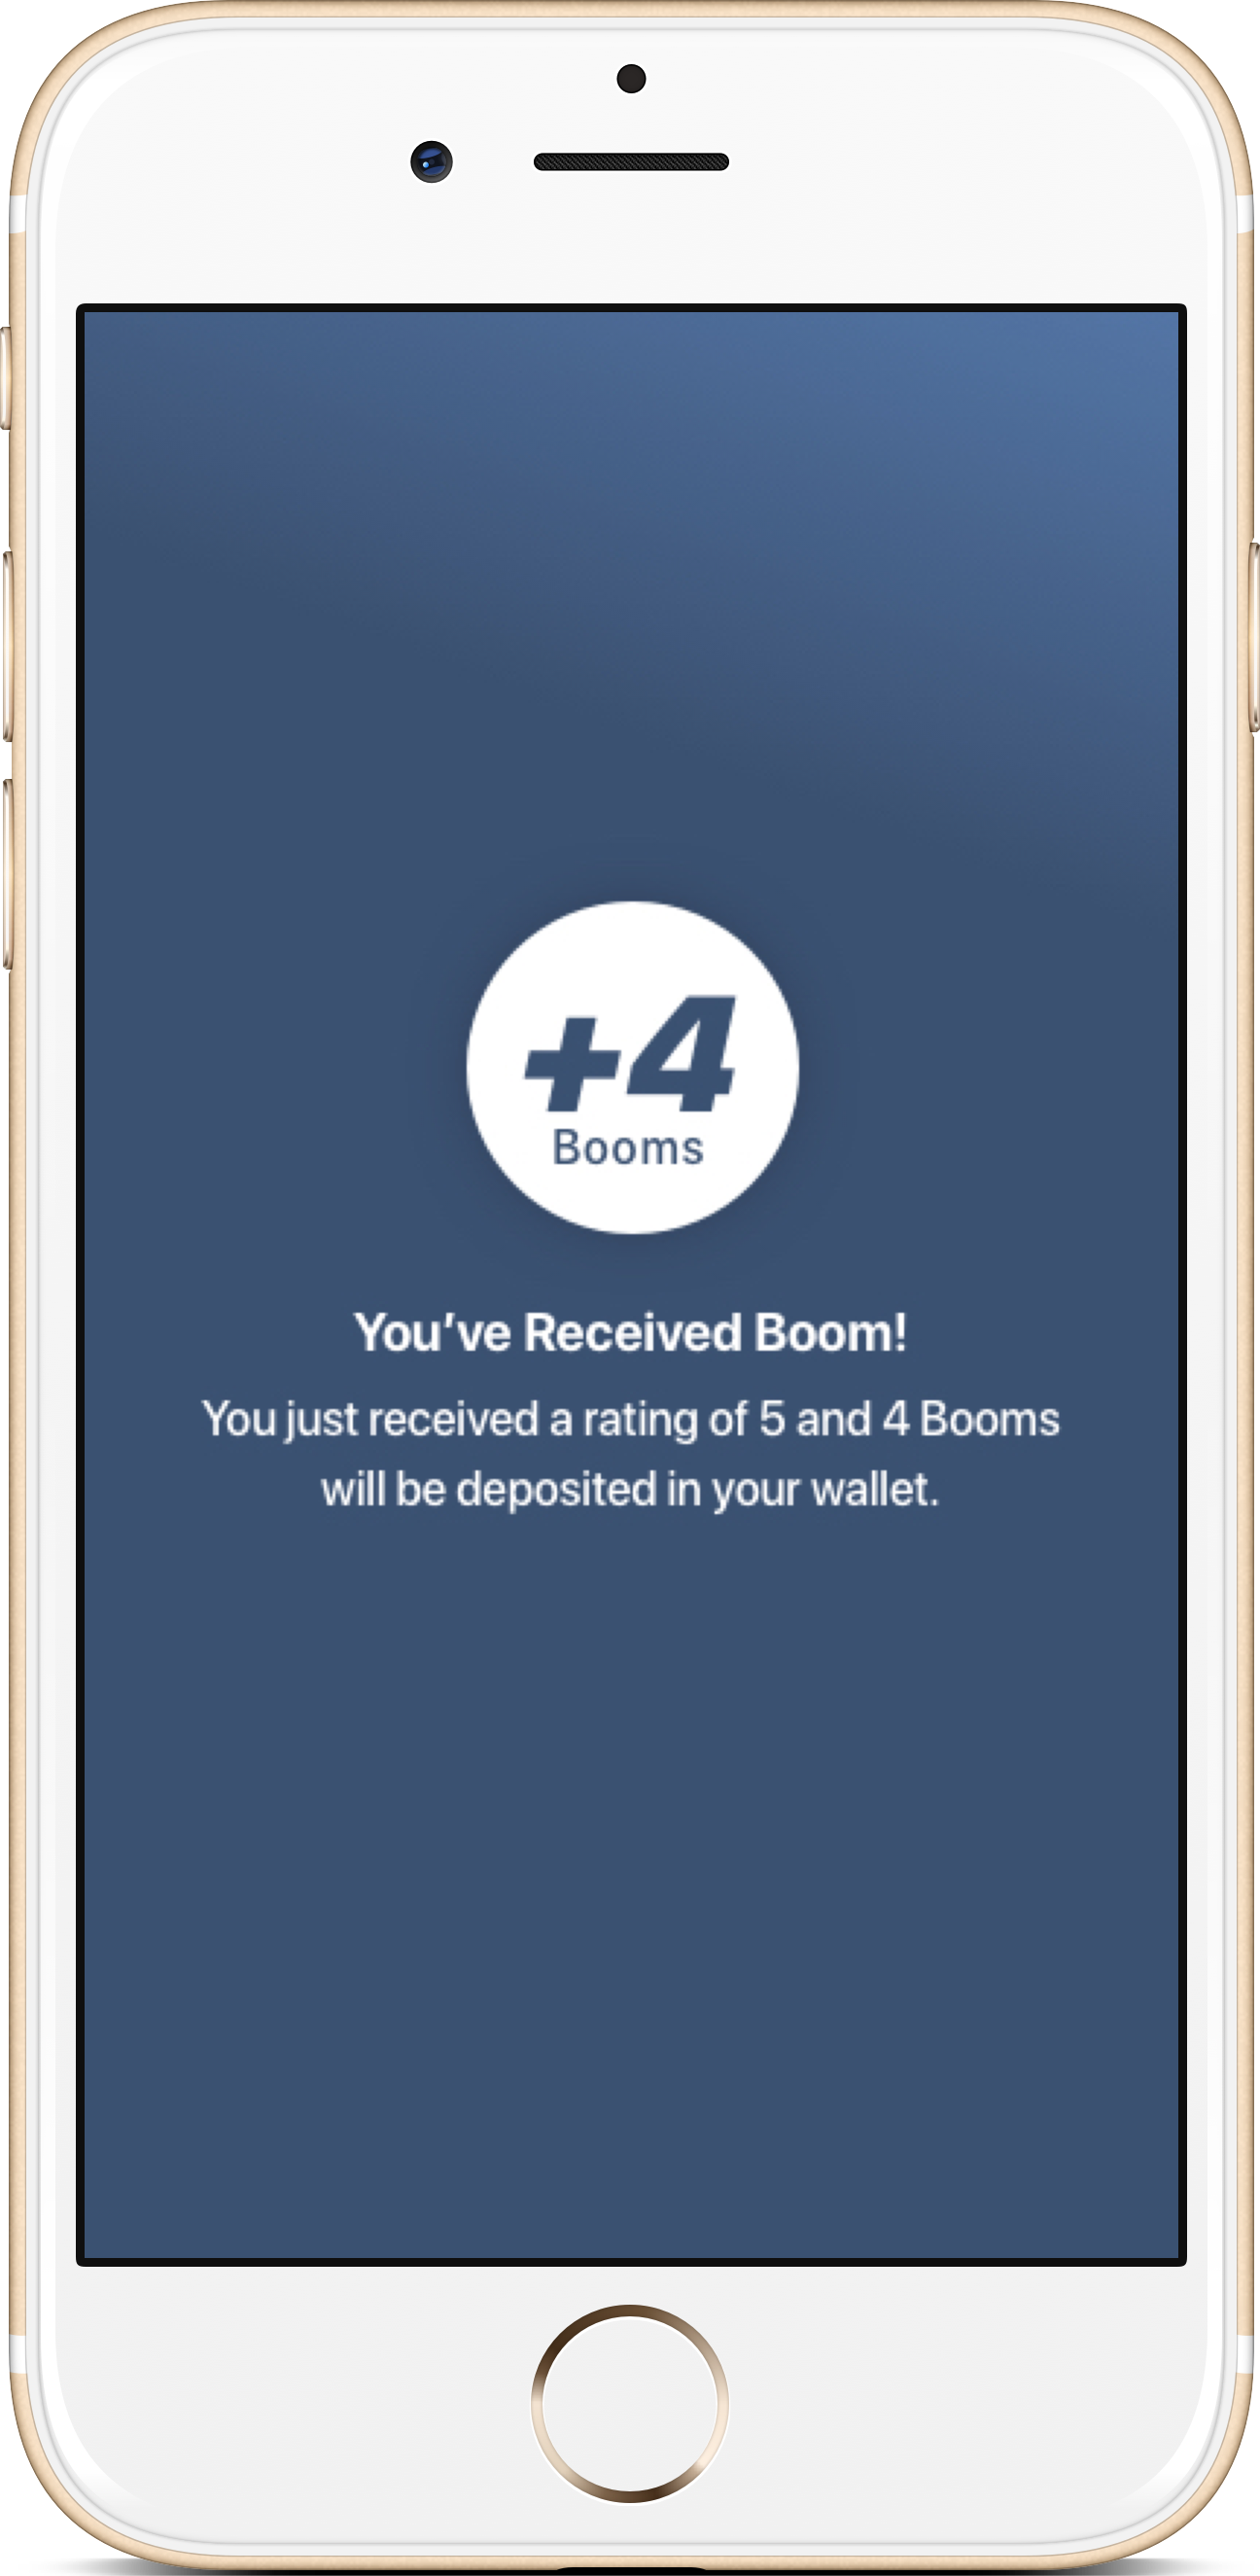 +4
Booms
You’ve Received Boom!
You just received a rating of 5 and 4 Booms
will be deposited in your wallet.